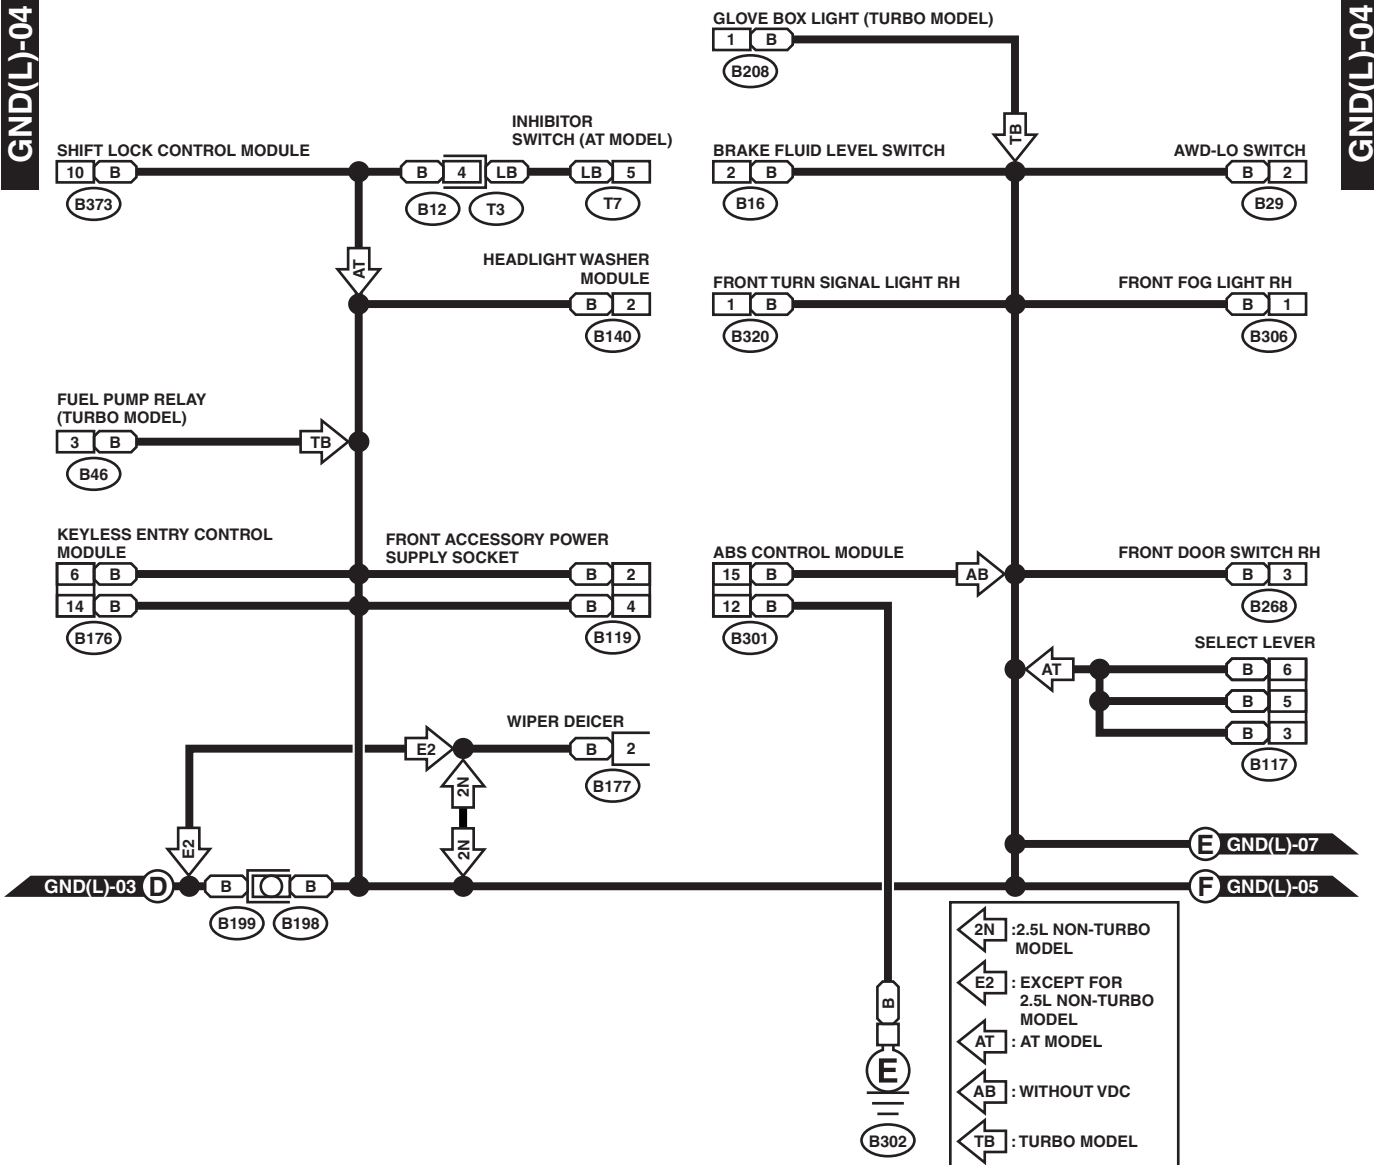 GND(L)-04
GND(L)-04
GLOVE BOX LIGHT (TURBO MODEL)
1 B
B208
TB
INHIBITOR
SWITCH (AT MODEL)
SHIFT LOCK CONTROL MODULE
10 B
B373
B 4 LB
B12 T3
LB 5
T7
BRAKE FLUID LEVEL SWITCH
2 B
B16
AWD-LO SWITCH
B 2
B29
AT
HEADLIGHT WASHER
MODULE
B 2
B140
FRONT TURN SIGNAL LIGHT RH
1 B
B320
FRONT FOG LIGHT RH
B 1
B306
FUEL PUMP RELAY
(TURBO MODEL)
3 B
B46
TB
KEYLESS ENTRY CONTROL
MODULE
6 B
14 B
B176
FRONT ACCESSORY POWER
SUPPLY SOCKET
B 2
B 4
B119
ABS CONTROL MODULE
15 B
12 B
B301
AB
FRONT DOOR SWITCH RH
B 3
B268
SELECT LEVER
AT
B 6
B 5
B 3
B117
WIPER DEICER
E2
B 2
B177
2N
2N
E2
GND(L)-03 D
B B
B199 B198
E GND(L)-07
F GND(L)-05
B
E
B302
2N :2.5L NON-TURBO
MODEL
E2 : EXCEPT FOR
2.5L NON-TURBO
MODEL
AT : AT MODEL
AB : WITHOUT VDC
TB : TURBO MODEL